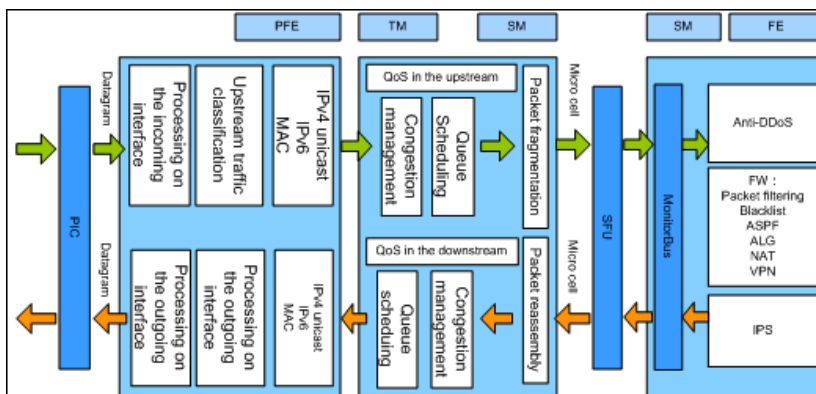 PFE
TM
SM
SM
FE
Datagram
Processing on
the incoming
interface
Upstream traffic
classification
IPv4 unicast
IPv6
MAC
QoS in the upstream
Congestion
management
Queue
Scheduling
Packet fragmentation
Micro cell
Anti-DDoS
PIC
SFU
MonitorBus
FW :
Packet filtering
Blacklist
ASPF
ALG
NAT
VPN
Datagram
Processing on
the outgoing
interface
Processing on
the outgoing
interface
IPv4 unicast
IPv6
MAC
QoS in the downstream
Queue
scheduling
Congestion
management
Packet reassembly
Micro cell
IPS